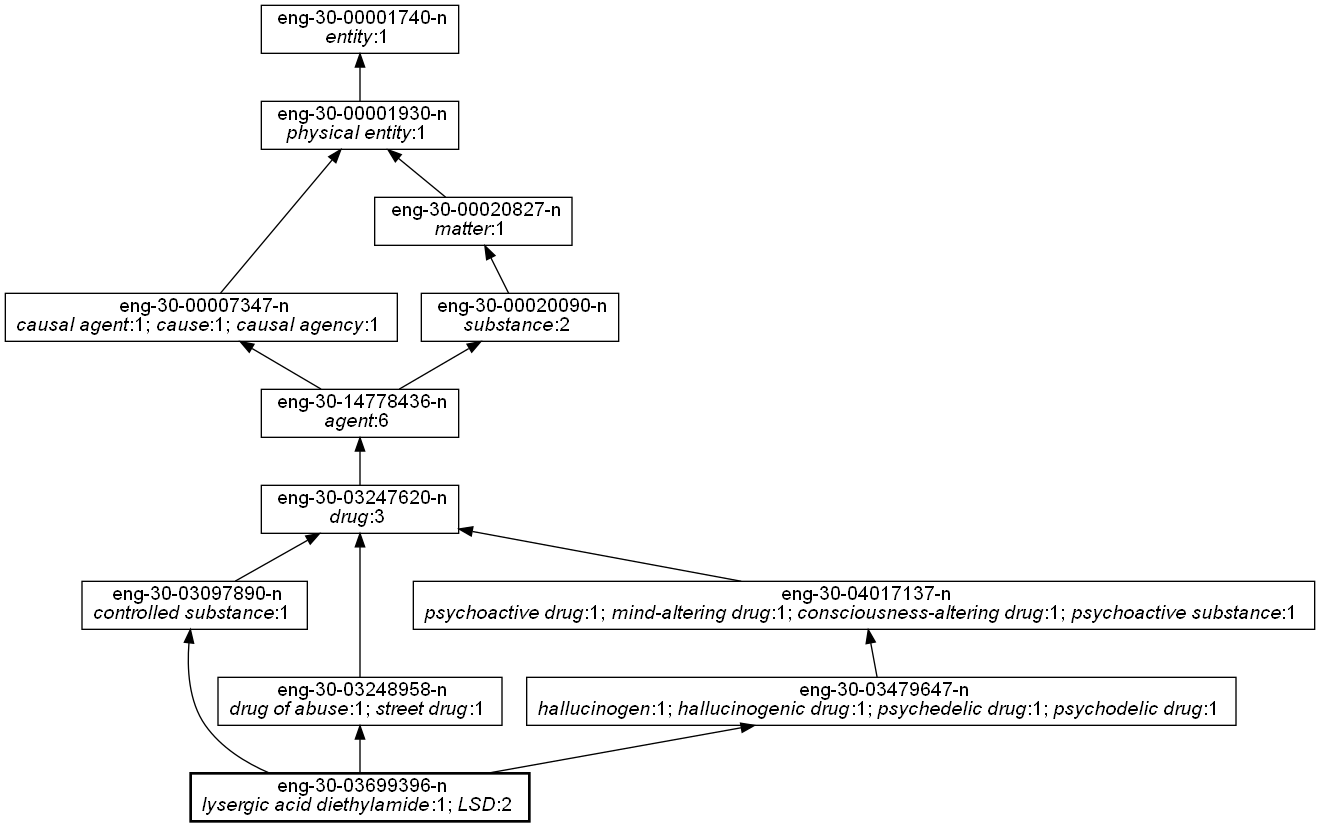 eng-30-00001740-n
entity:1
eng-30-00001930-n
physical entity:1
eng-30-00020827-n
matter:1
eng-30-00007347-n
causal agent:1; cause:1; causal agency:1
eng-30-00020090-n
substance:2
eng-30-14778436-n
agent:6
eng-30-03247620-n
drug:3
eng-30-03097890-n
controlled substance:1
eng-30-04017137-n
psychoactive drug:1; mind-altering drug:1; consciousness-altering drug:1; psychoactive substance:1
eng-30-03248958-n
drug of abuse:1; street drug:1
eng-30-03479647-n
hallucinogen:1; hallucinogenic drug:1; psychedelic drug:1; psychodelic drug:1
eng-30-03699396-n
lysergic acid diethylamide:1; LSD:2